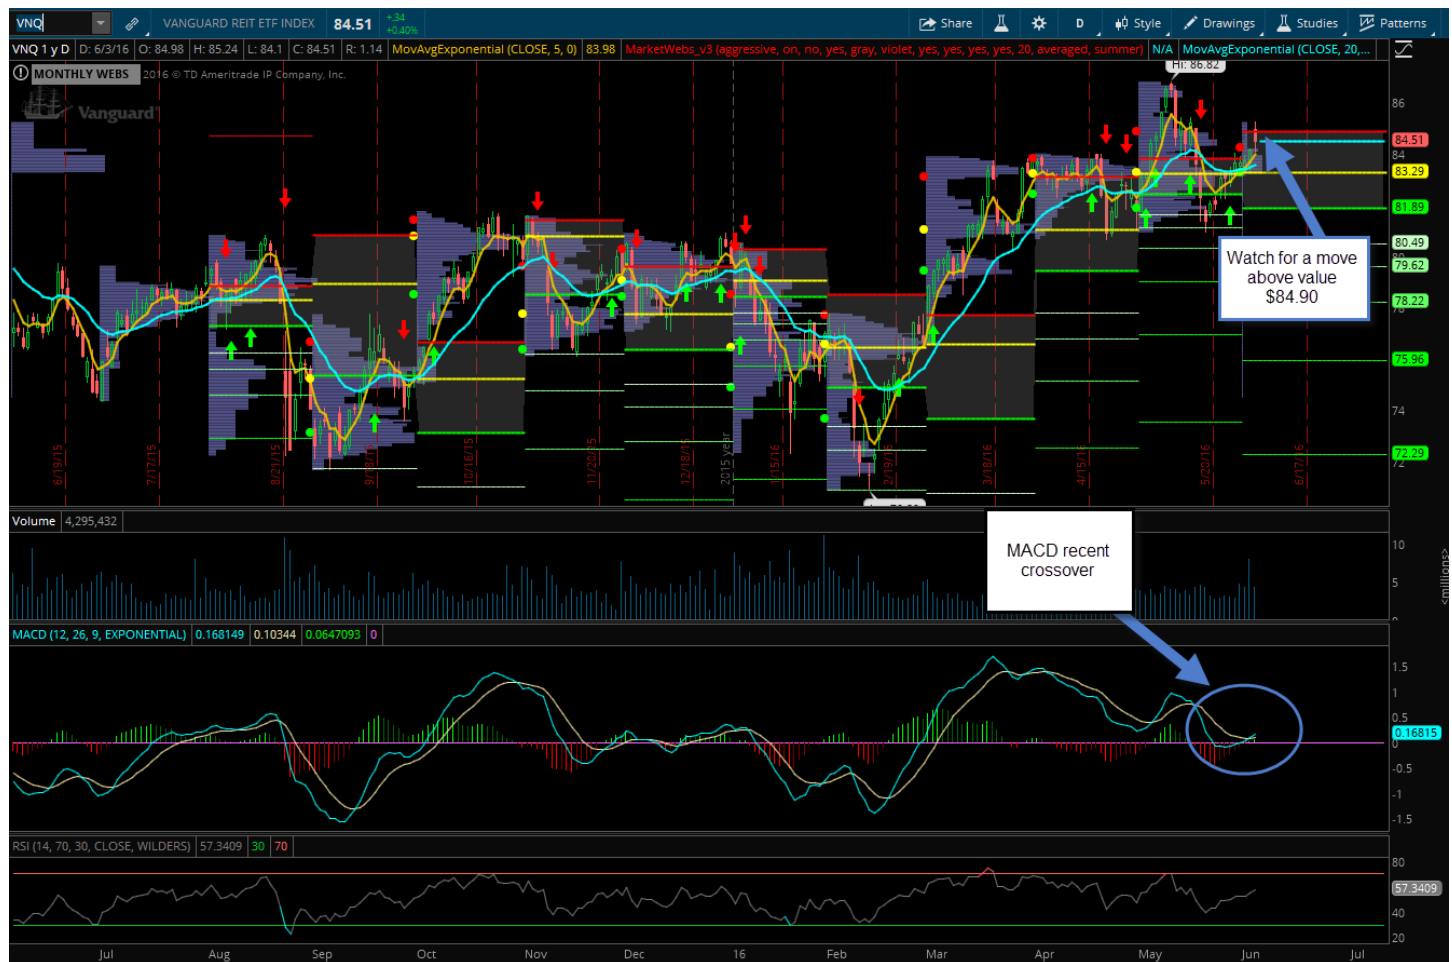 VNQ
VANGUARD REIT ETF INDEX
84.51
+.34
+0.40%
Share
D
Style
Drawings
Studies
Patterns
VNQ 1 y D
D: 6/3/16
O: 84.98
H: 85.24
L: 84.1
C: 84.51
R: 1.14
MovAvgExponential (CLOSE, 5, 0)
83.98
MarketWebs_v3 (aggressive, on, no, yes, gray, violet, yes, yes, yes, yes, 20, averaged, summer)
N/A
MovAvgExponential (CLOSE, 20,...
MONTHLY WEBS
2016 © TD Ameritrade IP Company, Inc.
Vanguard
Hi: 86.82
86
84.51
84
83.29
81.89
80.49
79.62
78.22
75.96
74
72.29
72
Watch for a move
above value
$84.90
6/19/15
7/17/15
8/21/15
9/18/15
10/16/15
11/20/15
12/18/15
2015 year
1/15/16
2/19/16
3/18/16
4/15/16
5/20/16
6/17/16
Volume
4,295,432
10
5
<millions>
MACD recent
crossover
MACD (12, 26, 9, EXPONENTIAL)
0.168149
0.10344
0.0647093
0
1.5
1
0.5
0.16815
0
-0.5
-1
-1.5
RSI (14, 70, 30, CLOSE, WILDERS)
57.3409
30
70
80
57.3409
40
20
Jul
Aug
Sep
Oct
Nov
Dec
16
Feb
Mar
Apr
May
Jun
Jul